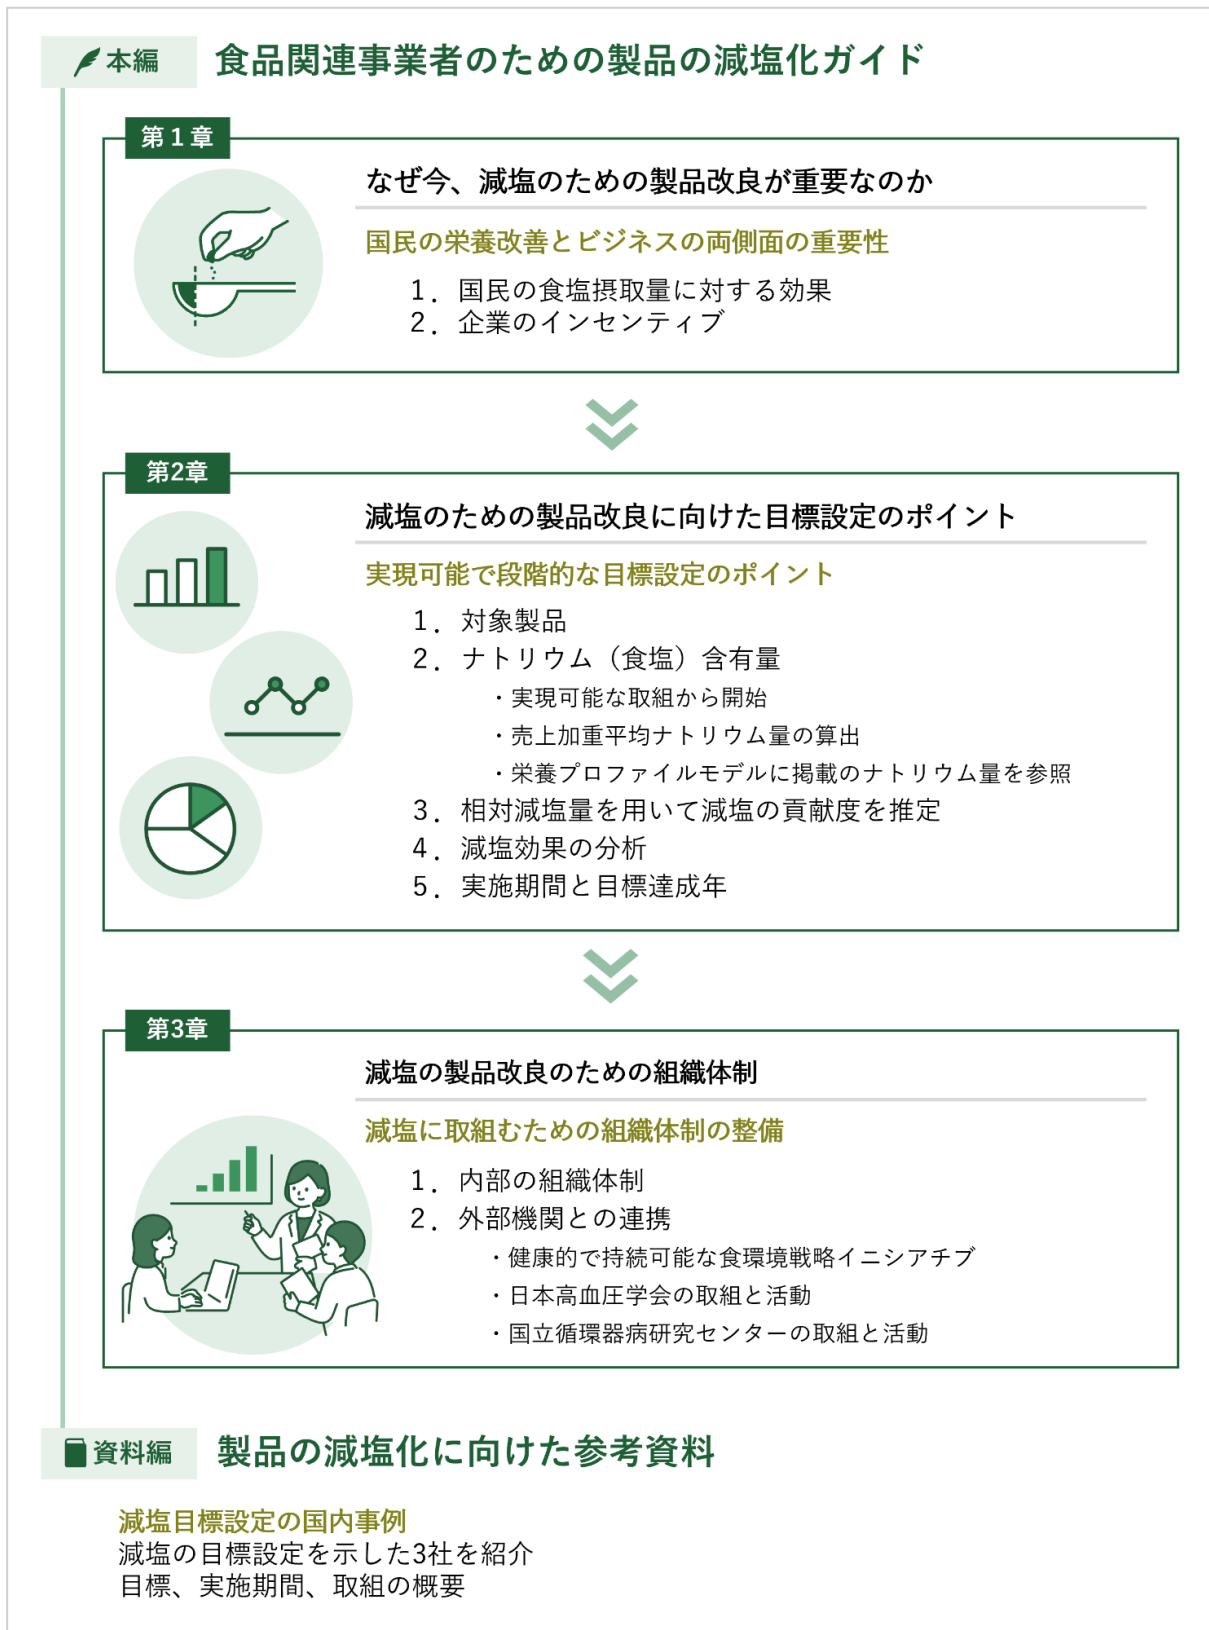 本編 食品関連事業者のための製品の減塩化ガイド
第1章
なぜ今、減塩のための製品改良が重要なのか
国民の栄養改善とビジネスの両側面の重要性
1．国民の食塩摂取量に対する効果
2．企業のインセンティブ
第2章
減塩のための製品改良に向けた目標設定のポイント
実現可能で段階的な目標設定のポイント
1．対象製品
2．ナトリウム（食塩）含有量
・実現可能な取組から開始
・売上加重平均ナトリウム量の算出
・栄養プロファイルモデルに掲載のナトリウム量を参照
3．相対減塩量を用いて減塩の貢献度を推定
4．減塩効果の分析
5．実施期間と目標達成年
第3章
減塩の製品改良のための組織体制
減塩に取組むための組織体制の整備
1．内部の組織体制
2．外部機関との連携
・健康的で持続可能な食環境戦略イニシアチブ
・日本高血圧学会の取組と活動
・国立循環器病研究センターの取組と活動
資料編 製品の減塩化に向けた参考資料
減塩目標設定の国内事例
減塩の目標設定を示した3社を紹介
目標、実施期間、取組の概要